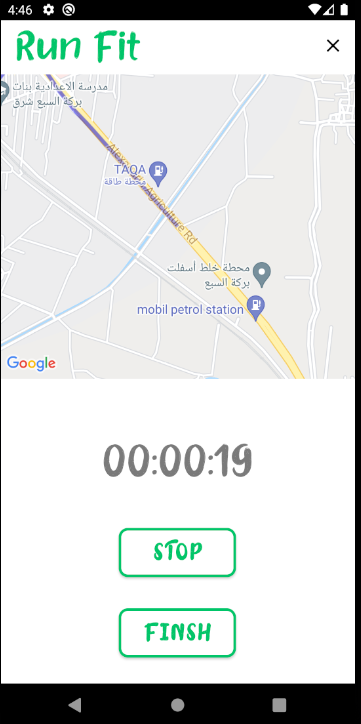 4:46
Run Fit
مدرسة الاعدادية بنات
بركة السبع شرق
TAQA
محطة طاقة
Alexandria Agriculture Rd
محطة خلط أسفلت
بركة السبع
mobil petrol station
Google
00:00:19
STOP
FINSH